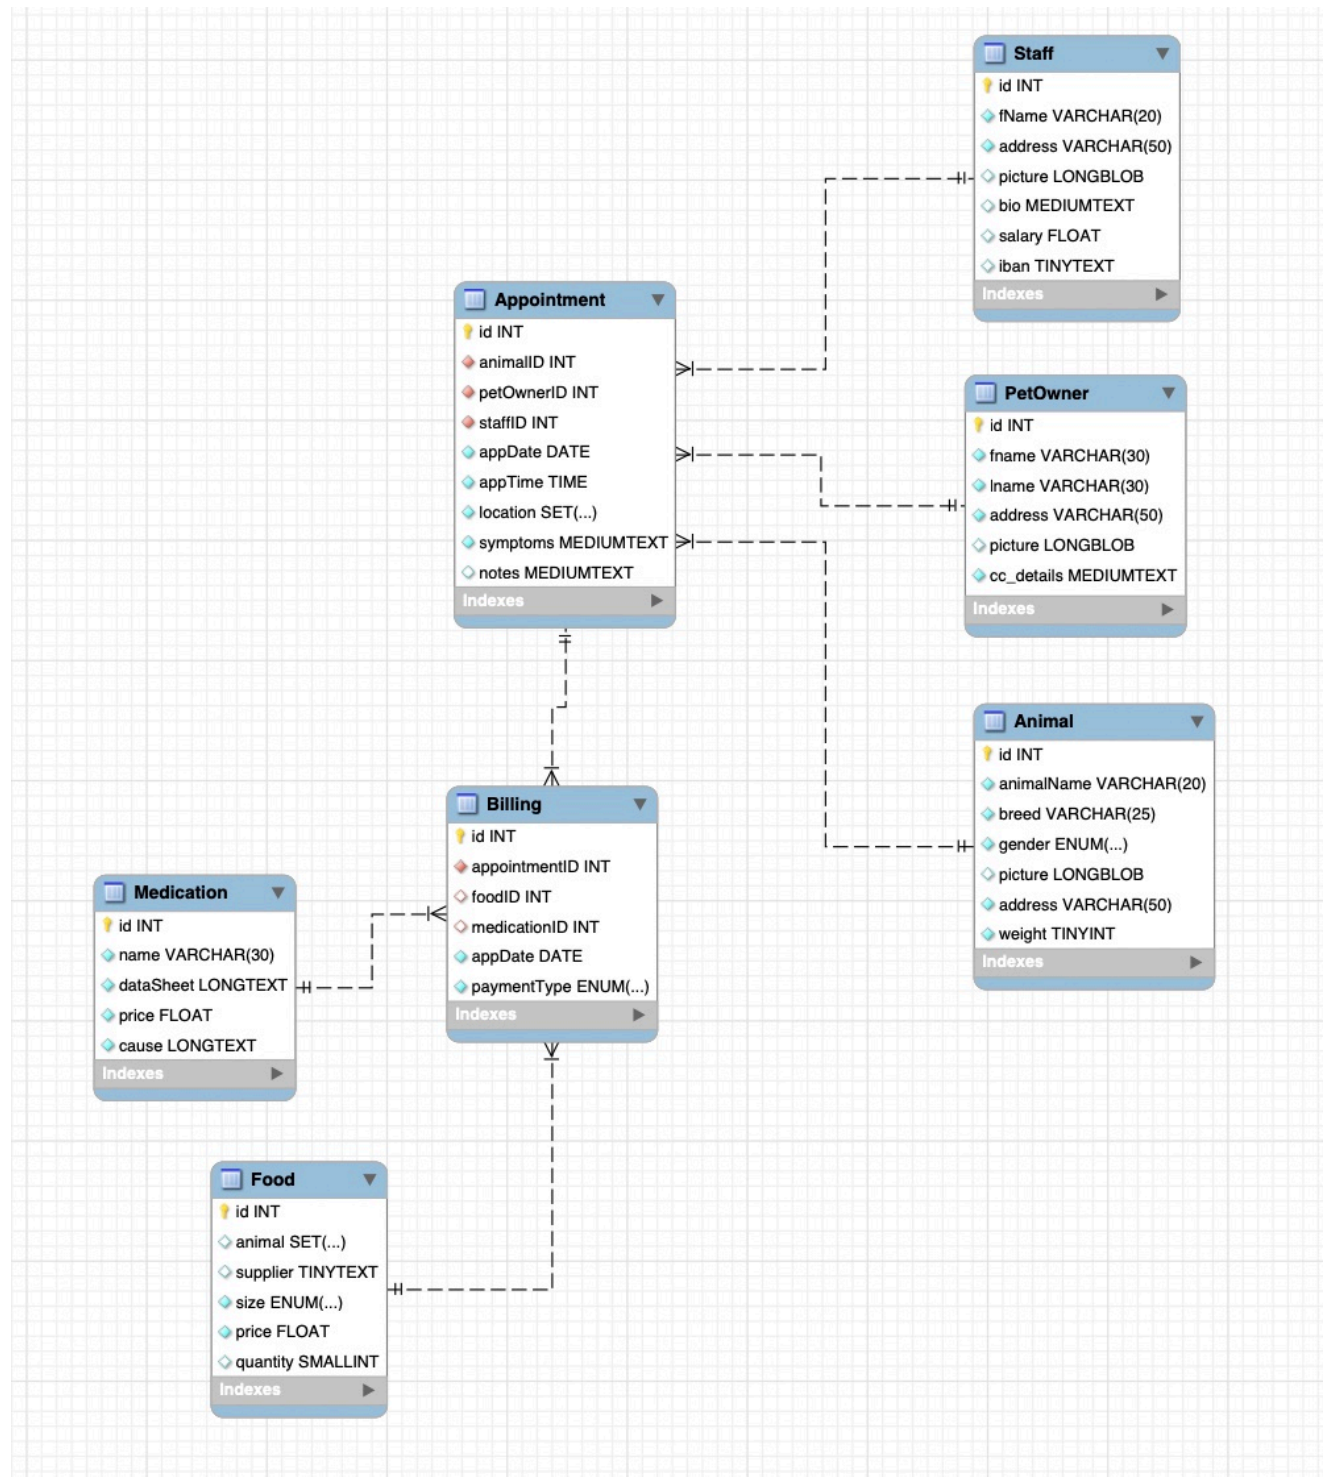 Staff
id INT
fName VARCHAR(20)
address VARCHAR(50)
picture LONGBLOB
bio MEDIUMTEXT
salary FLOAT
iban TINYTEXT
Indexes
Appointment
id INT
animalID INT
petOwnerID INT
staffID INT
appDate DATE
appTime TIME
location SET(...)
symptoms MEDIUMTEXT
notes MEDIUMTEXT
Indexes
PetOwner
id INT
fname VARCHAR(30)
lname VARCHAR(30)
address VARCHAR(50)
picture LONGBLOB
cc_details MEDIUMTEXT
Indexes
Animal
id INT
animalName VARCHAR(20)
breed VARCHAR(25)
gender ENUM(...)
picture LONGBLOB
address VARCHAR(50)
weight TINYINT
Indexes
Billing
id INT
appointmentID INT
foodID INT
medicationID INT
appDate DATE
paymentType ENUM(...)
Indexes
Medication
id INT
name VARCHAR(30)
dataSheet LONGTEXT
price FLOAT
cause LONGTEXT
Indexes
Food
id INT
animal SET(...)
supplier TINYTEXT
size ENUM(...)
price FLOAT
quantity SMALLINT
Indexes